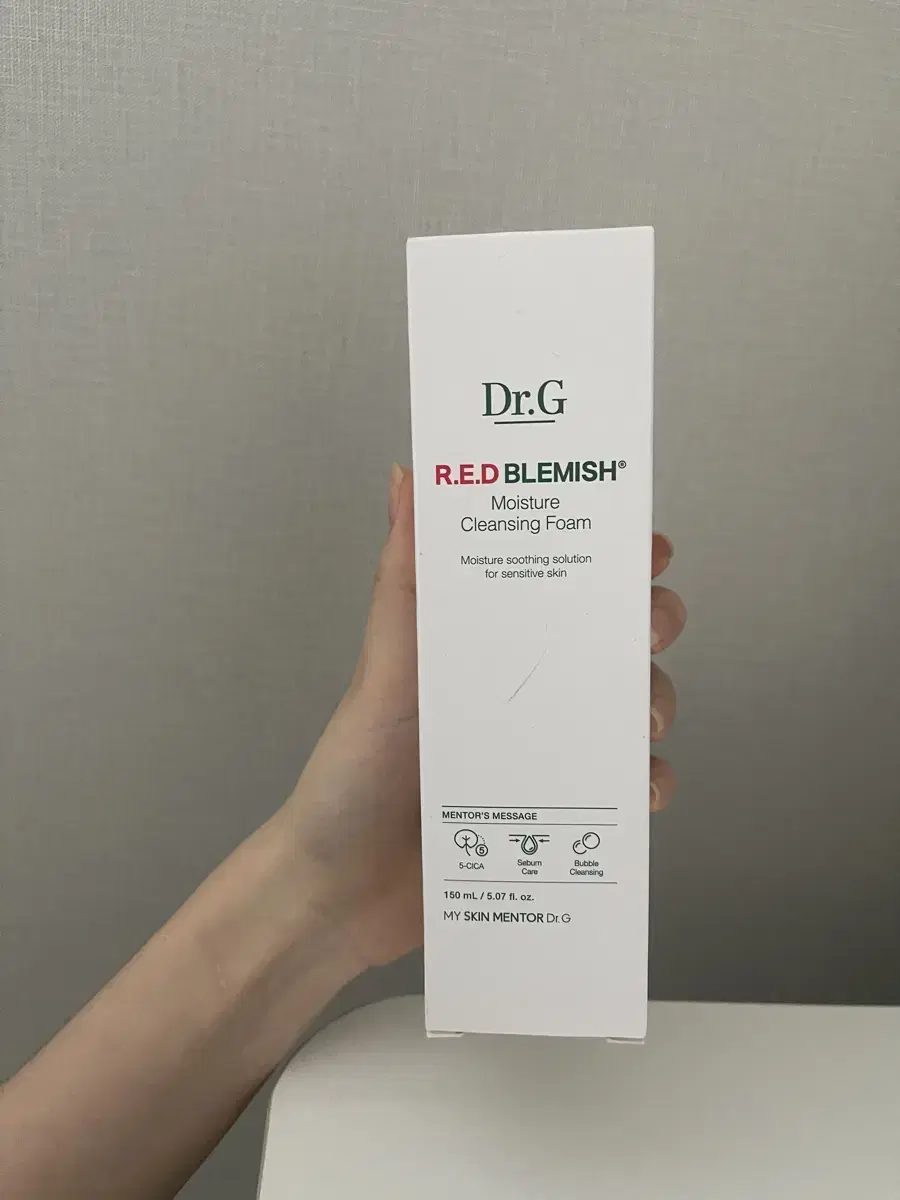 Dr.G
R.E.D BLEMISH®
Moisture
Cleansing Foam
Moisture soothing solution
for sensitive skin
MENTOR'S MESSAGE
5
5-CICA
Sebum
Care
Bubble
Cleansing
150 mL / 5.07 fl. oz.
MY SKIN MENTOR Dr.G